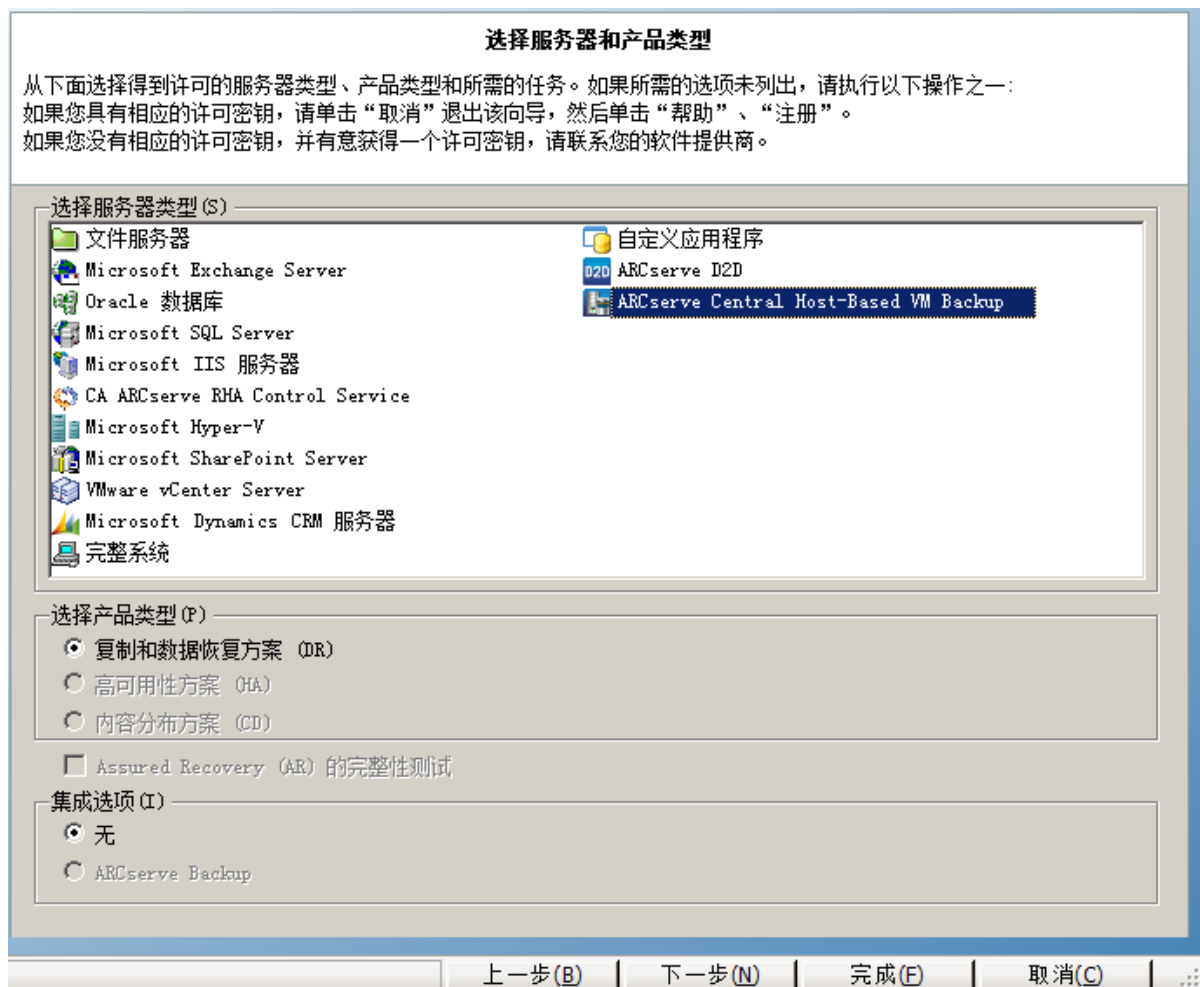 选择服务器和产品类型
从下面选择得到许可的服务器类型、产品类型和所需的任务。如果所需的选项未列出，请执行以下操作之一：
如果您具有相应的许可密钥，请单击“取消”退出该向导，然后单击“帮助”、“注册”。
如果您没有相应的许可密钥，并有意获得一个许可密钥，请联系您的软件提供商。
选择服务器类型(S)
文件服务器
Microsoft Exchange Server
Oracle 数据库
Microsoft SQL Server
Microsoft IIS 服务器
CA ARCserve RHA Control Service
Microsoft Hyper-V
Microsoft SharePoint Server
VMware vCenter Server
Microsoft Dynamics CRM 服务器
完整系统
自定义应用程序
D2D ARCserve D2D
ARCserve Central Host-Based VM Backup
选择产品类型(P)
复制和数据恢复方案 (DR)
高可用性方案 (HA)
内容分布方案 (CD)
Assured Recovery (AR) 的完整性测试
集成选项(I)
无
ARCserve Backup
上一步(B) 下一步(N) 完成(F) 取消(C)